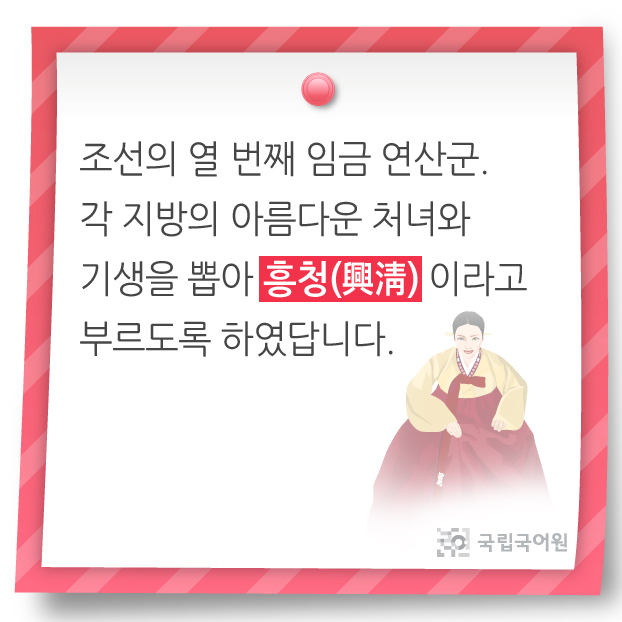 조선의 열 번째 임금 연산군.
각 지방의 아름다운 처녀와
기생을 뽑아 흥청(興淸) 이라고
부르도록 하였답니다.
국립국어원